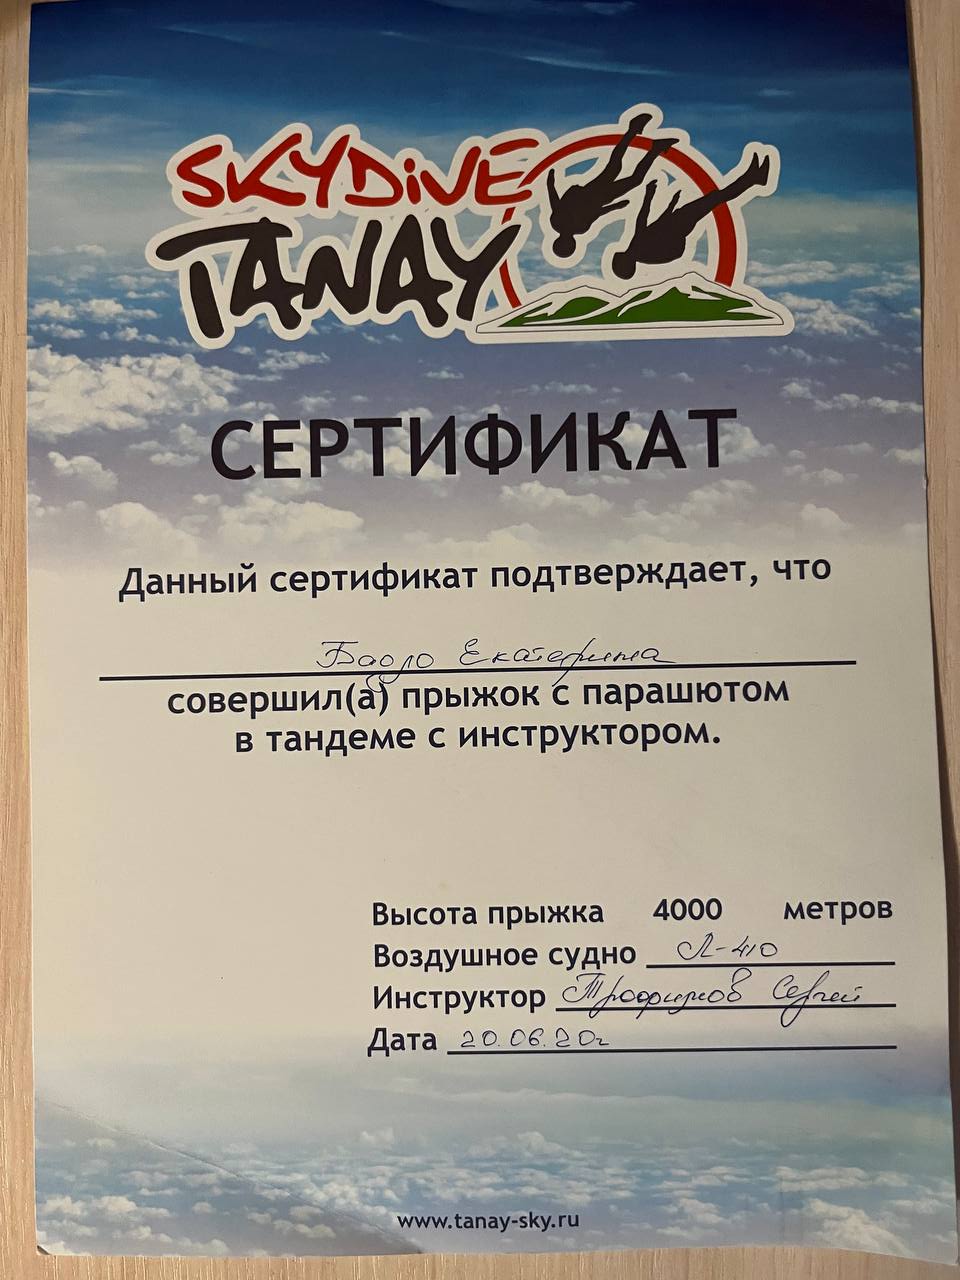 SKYDIVE
TANAY
СЕРТИФИКАТ
Данный сертификат подтверждает, что
Екатерина
совершил(а) прыжок с парашютом
в тандеме с инструктором.
Высота прыжка 4000 метров
Воздушное судно Л-410
Инструктор Трофимов Сергей
Дата 20.06.20г
www.tanay-sky.ru